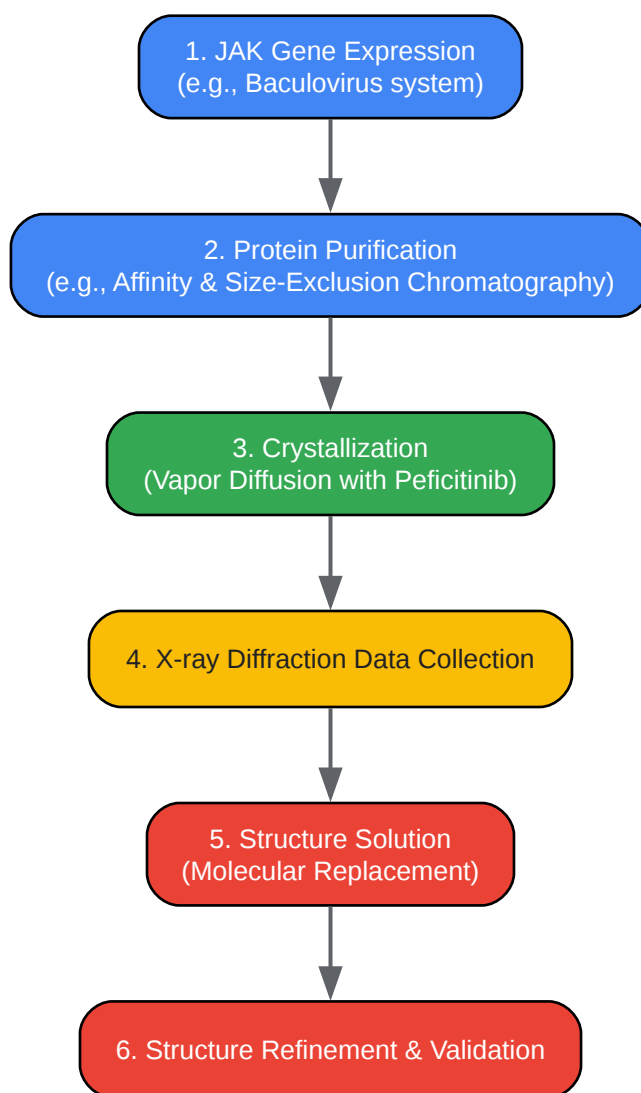 1. JAK Gene Expression
(e.g., Baculovirus system)
2. Protein Purification
(e.g., Affinity & Size-Exclusion Chromatography)
3. Crystallization
(Vapor Diffusion with Peficitinib)
4. X-ray Diffraction Data Collection
5. Structure Solution
(Molecular Replacement)
6. Structure Refinement & Validation